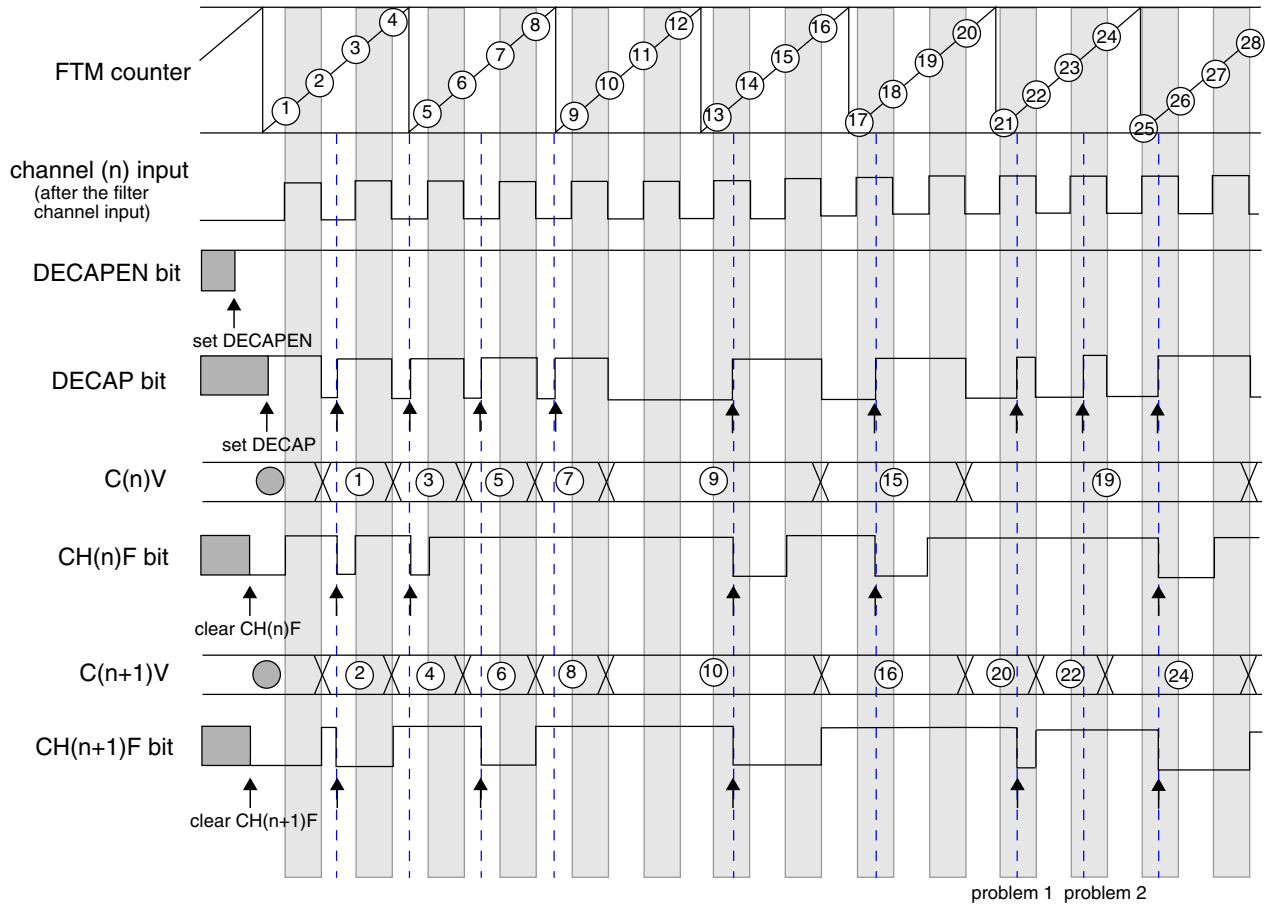 4 8 12 16 20 24 28
3 7 11 15 19 23 27
FTM counter
2 6 10 14 18 22 26
1 5 9 13 17 21 25
channel (n) input
(after the filter
channel input)
DECAPEN bit
set DECAPEN
DECAP bit
set DECAP
C(n)V 1 3 5 7 9 15 19
CH(n)F bit
clear CH(n)F
C(n+1)V 2 4 6 8 10 16 20 22 24
CH(n+1)F bit
clear CH(n+1)F
problem 1 problem 2